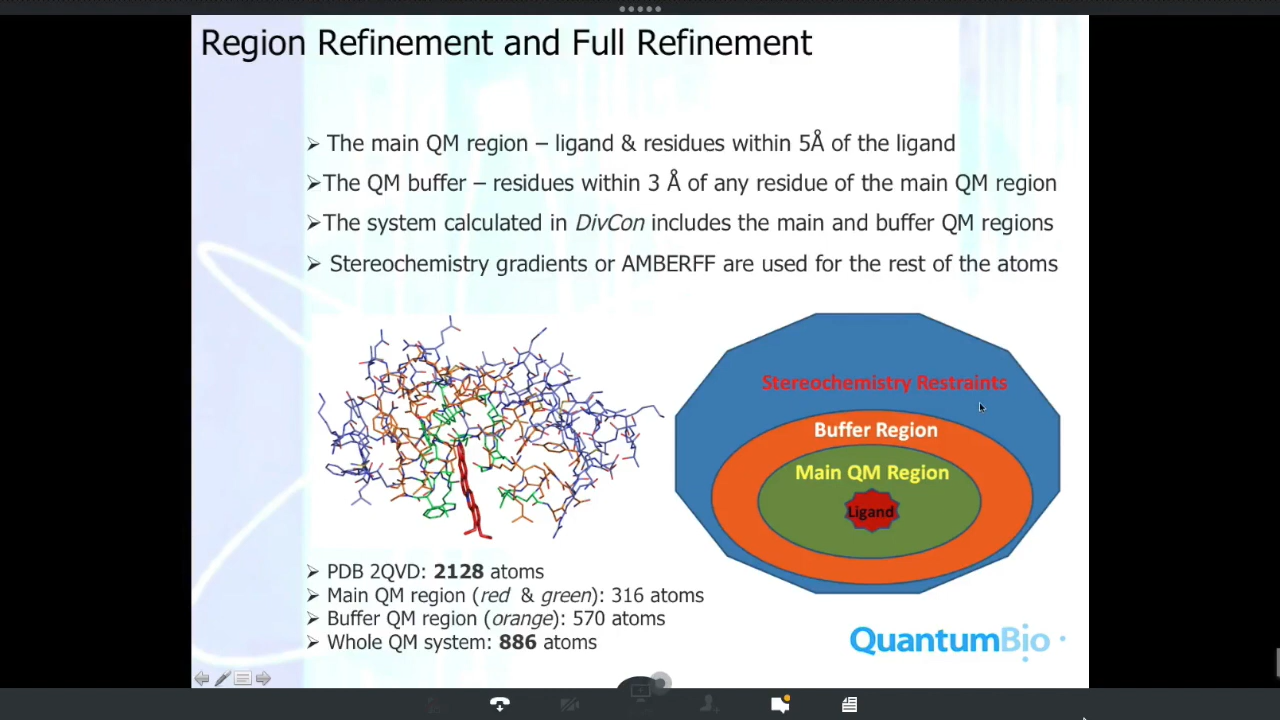 Region Refinement and Full Refinement
➢ The main QM region – ligand & residues within 5Å of the ligand
➢The QM buffer – residues within 3 Å of any residue of the main QM region
➢The system calculated in DivCon includes the main and buffer QM regions
➢ Stereochemistry gradients or AMBERFF are used for the rest of the atoms
Stereochemistry Restraints
Buffer Region
Main QM Region
Ligand
➢ PDB 2QVD: 2128 atoms
➢ Main QM region (red & green): 316 atoms
➢ Buffer QM region (orange): 570 atoms
➢ Whole QM system: 886 atoms
QuantumBio